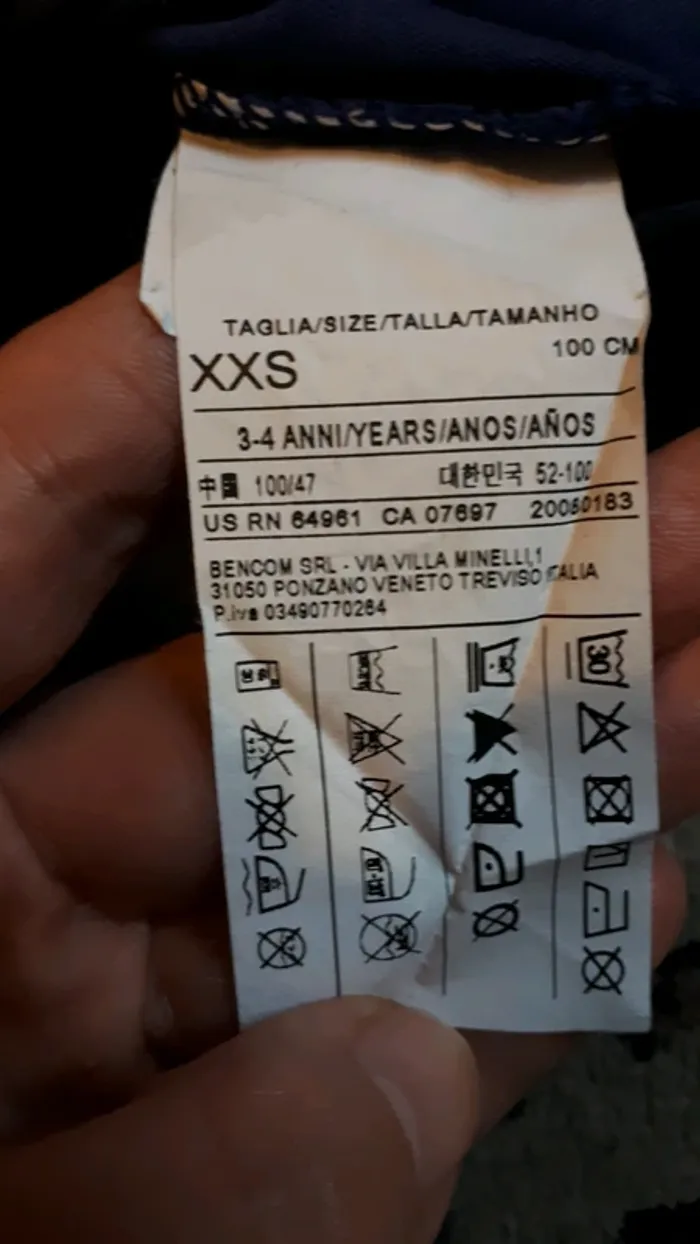 TAGLIA/SIZE/TALLA/TAMANHO
XXS 100 CM
3-4 ANNI/YEARS/ANOS/AÑOS
中国 100/47 대한민국 52-100
US RN 64961 CA 07697 20060183
BENCOM SRL - VIA VILLA MINELLI,1
31050 PONZANO VENETO TREVISO ITALIA
P.iva 03490770264
30